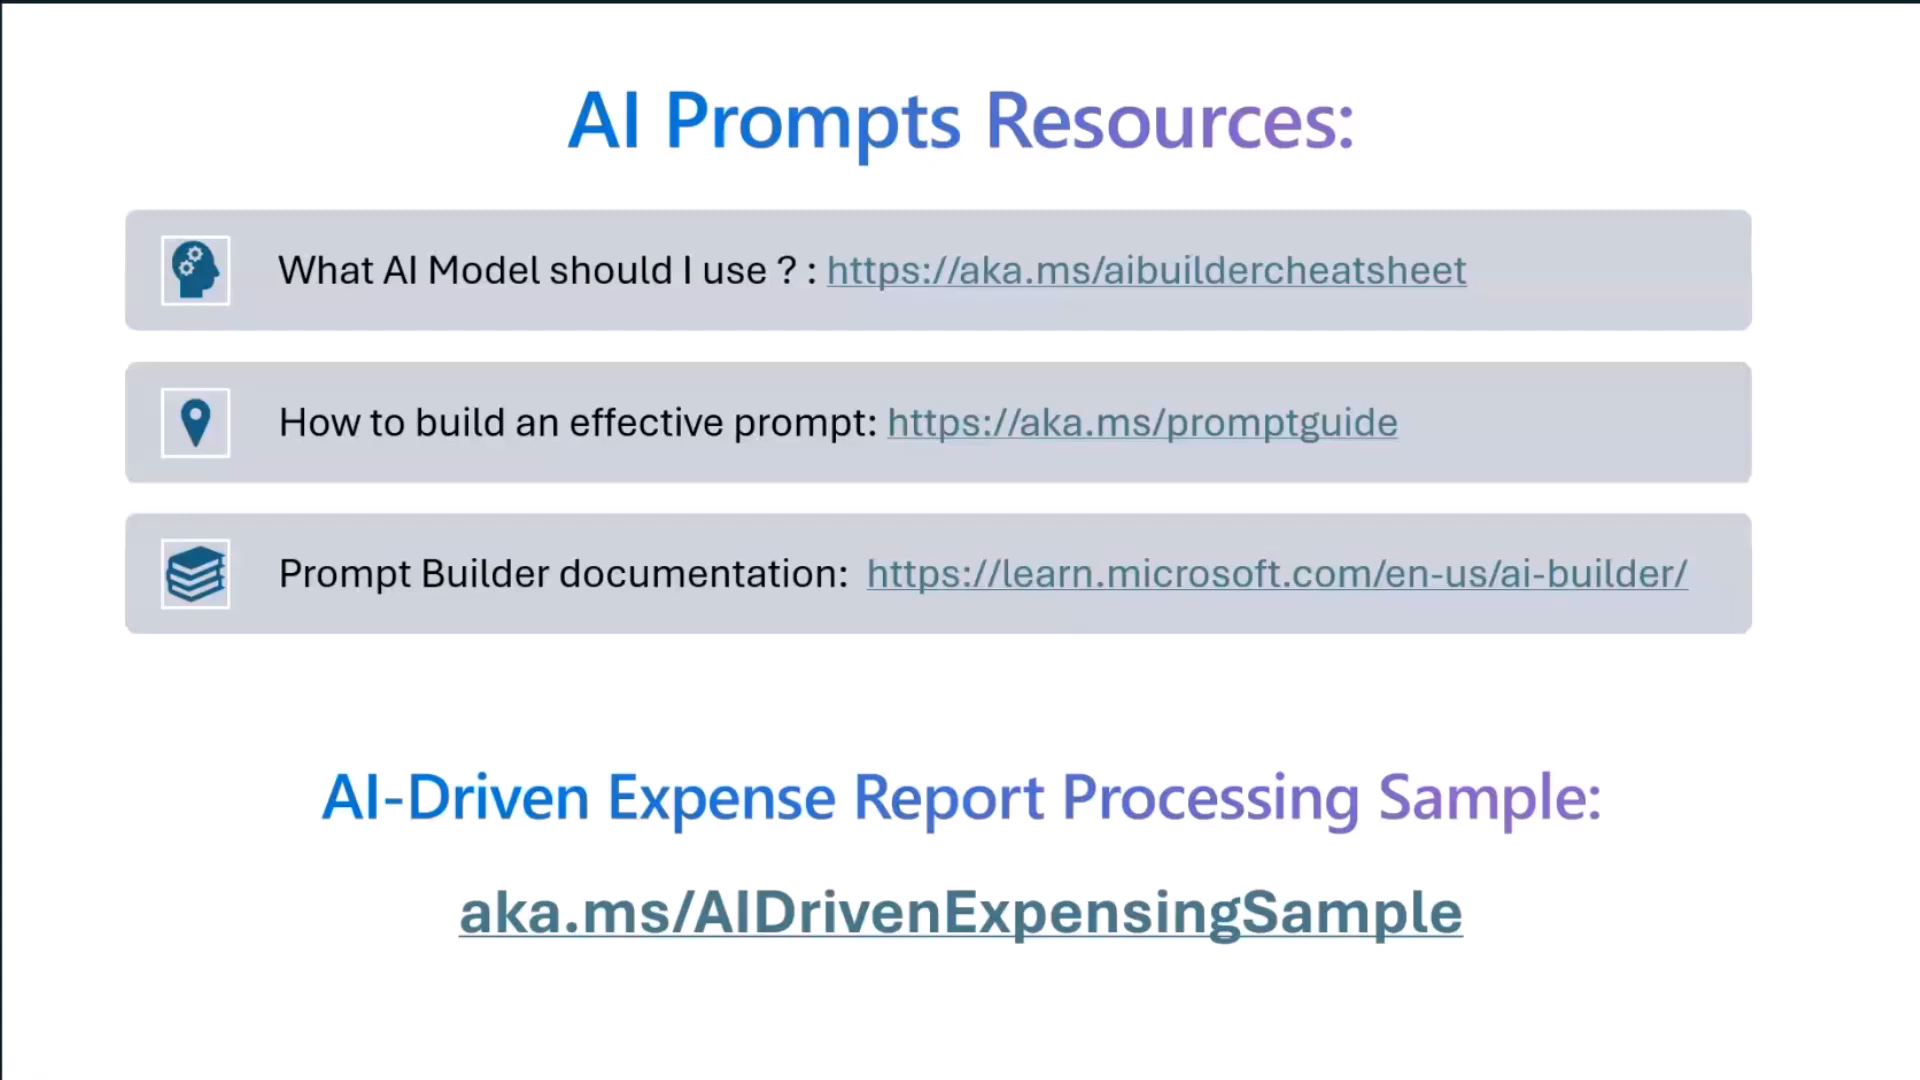 AI Prompts Resources:
What AI Model should I use ? : https://aka.ms/aibuildercheatsheet
How to build an effective prompt: https://aka.ms/promptguide
Prompt Builder documentation: https://learn.microsoft.com/en-us/ai-builder/
AI-Driven Expense Report Processing Sample:
aka.ms/AIDrivenExpensingSample